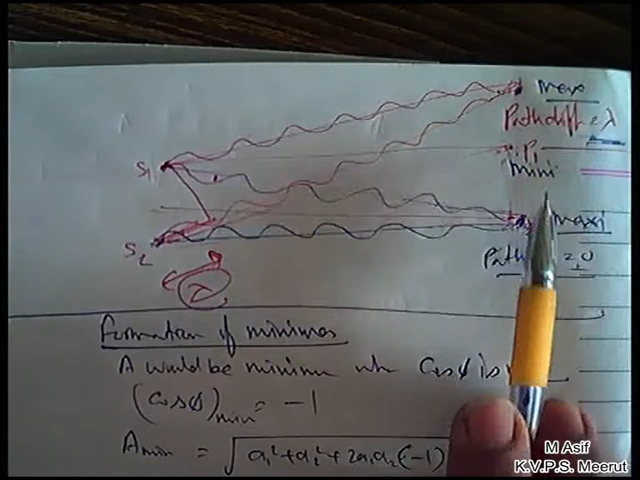 maxi
Path diff = λ
S1
P1
mini
maxi
S2
= 0
λ
Formation of minimas
A would be minimum when Cosϕ is
(Cosϕ)min = -1
Amin = √a1² + a2² + 2a1a2(-1)
M Asif
K.V.P.S. Meerut